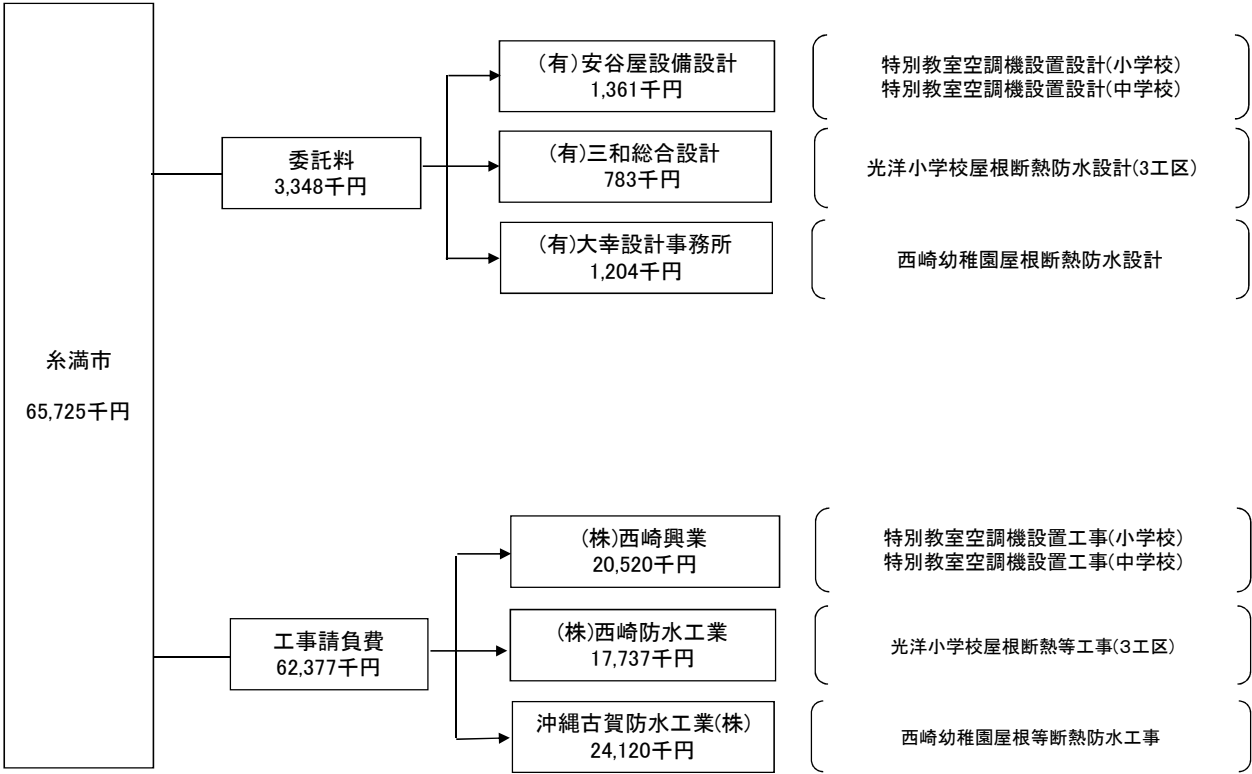 糸満市
65,725千円
委託料
3,348千円
(有)安谷屋設備設計
1,361千円
特別教室空調機設置設計(小学校)
特別教室空調機設置設計(中学校)
(有)三和総合設計
783千円
光洋小学校屋根断熱防水設計(3工区)
(有)大幸設計事務所
1,204千円
西崎幼稚園屋根断熱防水設計
工事請負費
62,377千円
(株)西崎興業
20,520千円
特別教室空調機設置工事(小学校)
特別教室空調機設置工事(中学校)
(株)西崎防水工業
17,737千円
光洋小学校屋根断熱等工事(3工区)
沖縄古賀防水工業(株)
24,120千円
西崎幼稚園屋根等断熱防水工事